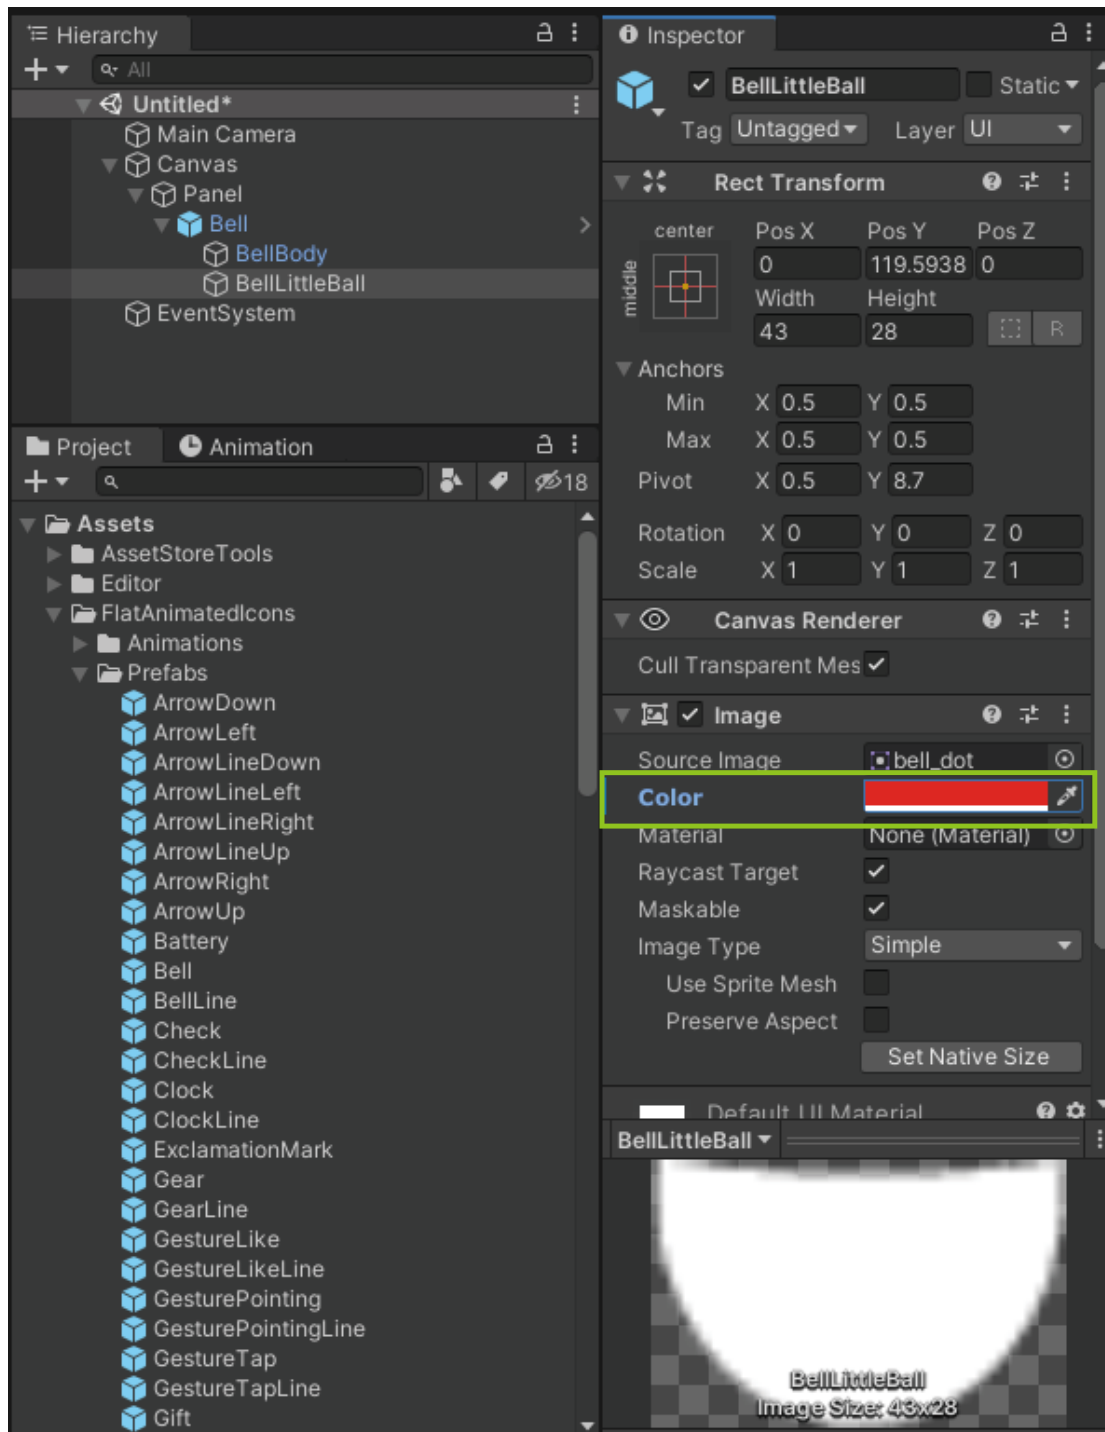 Hierarchy
All
Untitled*
Main Camera
Canvas
Panel
Bell
BellBody
BellLittleBall
EventSystem
Project
Animation
18
Assets
AssetStoreTools
Editor
FlatAnimatedIcons
Animations
Prefabs
ArrowDown
ArrowLeft
ArrowLineDown
ArrowLineLeft
ArrowLineRight
ArrowLineUp
ArrowRight
ArrowUp
Battery
Bell
BellLine
Check
CheckLine
Clock
ClockLine
ExclamationMark
Gear
GearLine
GestureLike
GestureLikeLine
GesturePointing
GesturePointingLine
GestureTap
GestureTapLine
Gift
Inspector
BellLittleBall Static
Tag Untagged Layer UI
Rect Transform
center Pos X Pos Y Pos Z
middle 0 119.5938 0
Width Height
43 28 R
Anchors
Min X 0.5 Y 0.5
Max X 0.5 Y 0.5
Pivot X 0.5 Y 8.7
Rotation X 0 Y 0 Z 0
Scale X 1 Y 1 Z 1
Canvas Renderer
Cull Transparent Mes
Image
Source Image bell_dot
Color
Material None (Material)
Raycast Target
Maskable
Image Type Simple
Use Sprite Mesh
Preserve Aspect
Set Native Size
Default UI Material
BellLittleBall
BellLittleBall
Image Size: 43x28